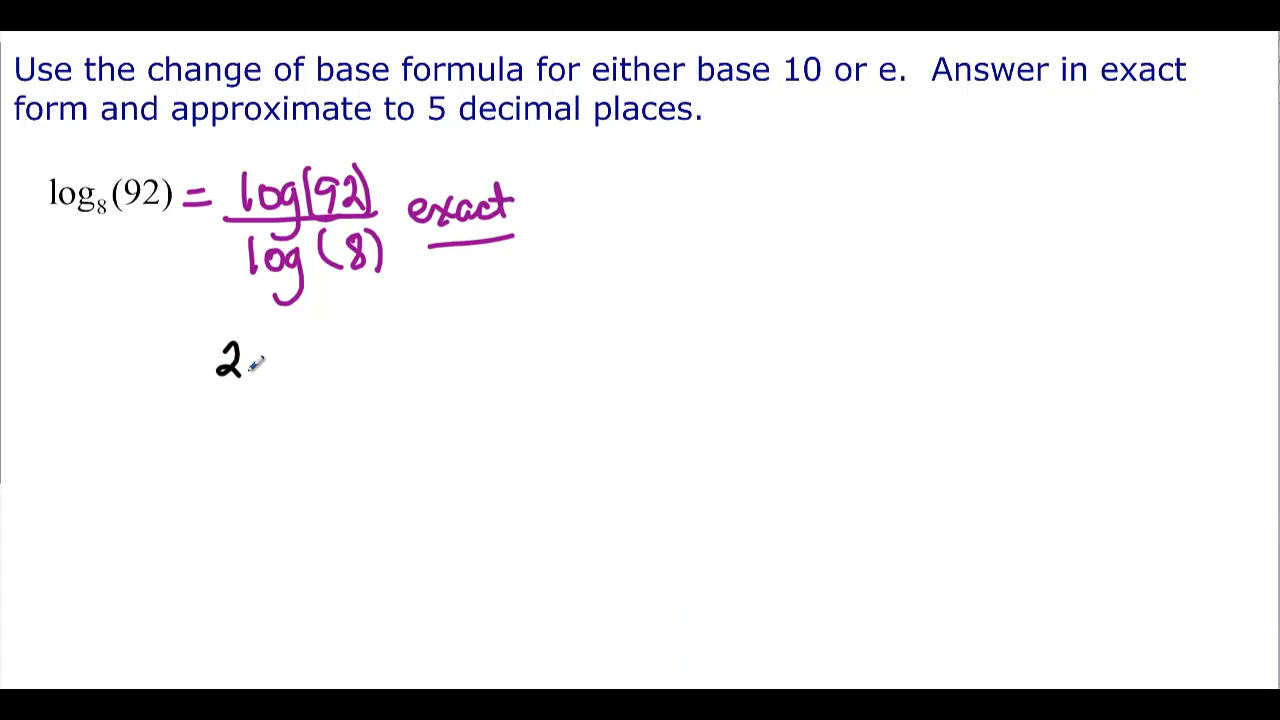 Use the change of base formula for either base 10 or e.  Answer in exact
form and approximate to 5 decimal places.
log₈(92) = log(92) exact
log(8)
2.